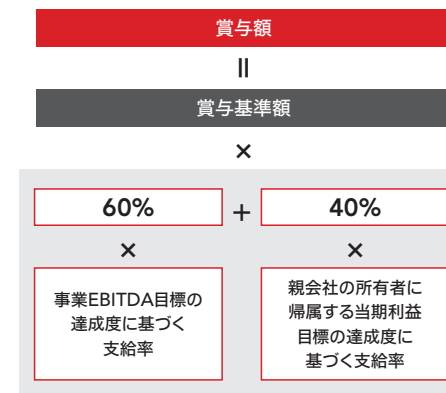 賞与額
=
賞与基準額
×
60% + 40%
× ×
事業EBITDA目標の
達成度に基づく
支給率
親会社の所有者に
帰属する当期利益
目標の達成度に
基づく支給率